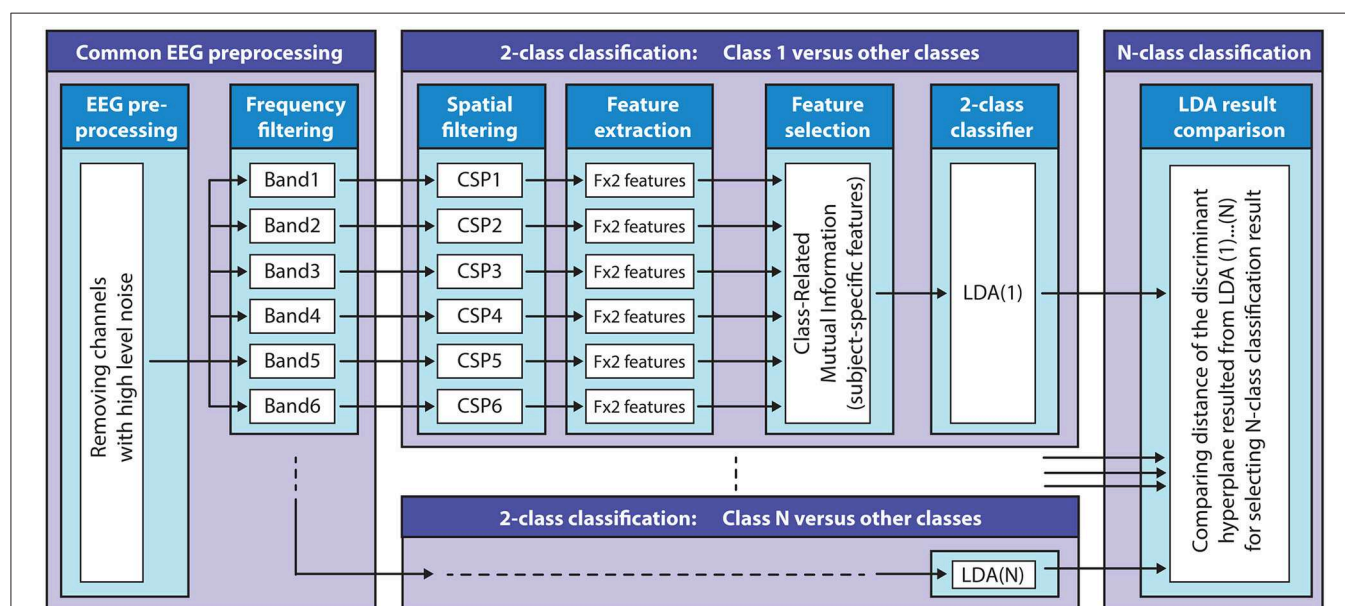 Common EEG preprocessing
2-class classification: Class 1 versus other classes
N-class classification
EEG pre-
processing
Frequency
filtering
Spatial
filtering
Feature
extraction
Feature
selection
2-class
classifier
LDA result
comparison
Removing channels
with high level noise
Band1
Band2
Band3
Band4
Band5
Band6
CSP1
CSP2
CSP3
CSP4
CSP5
CSP6
Fx2 features
Fx2 features
Fx2 features
Fx2 features
Fx2 features
Fx2 features
Class-Related
Mutual Information
(subject-specific features)
LDA(1)
Comparing distance of the discriminant
hyperplane resulted from LDA (1)...(N)
for selecting N-class classification result
2-class classification: Class N versus other classes
LDA(N)